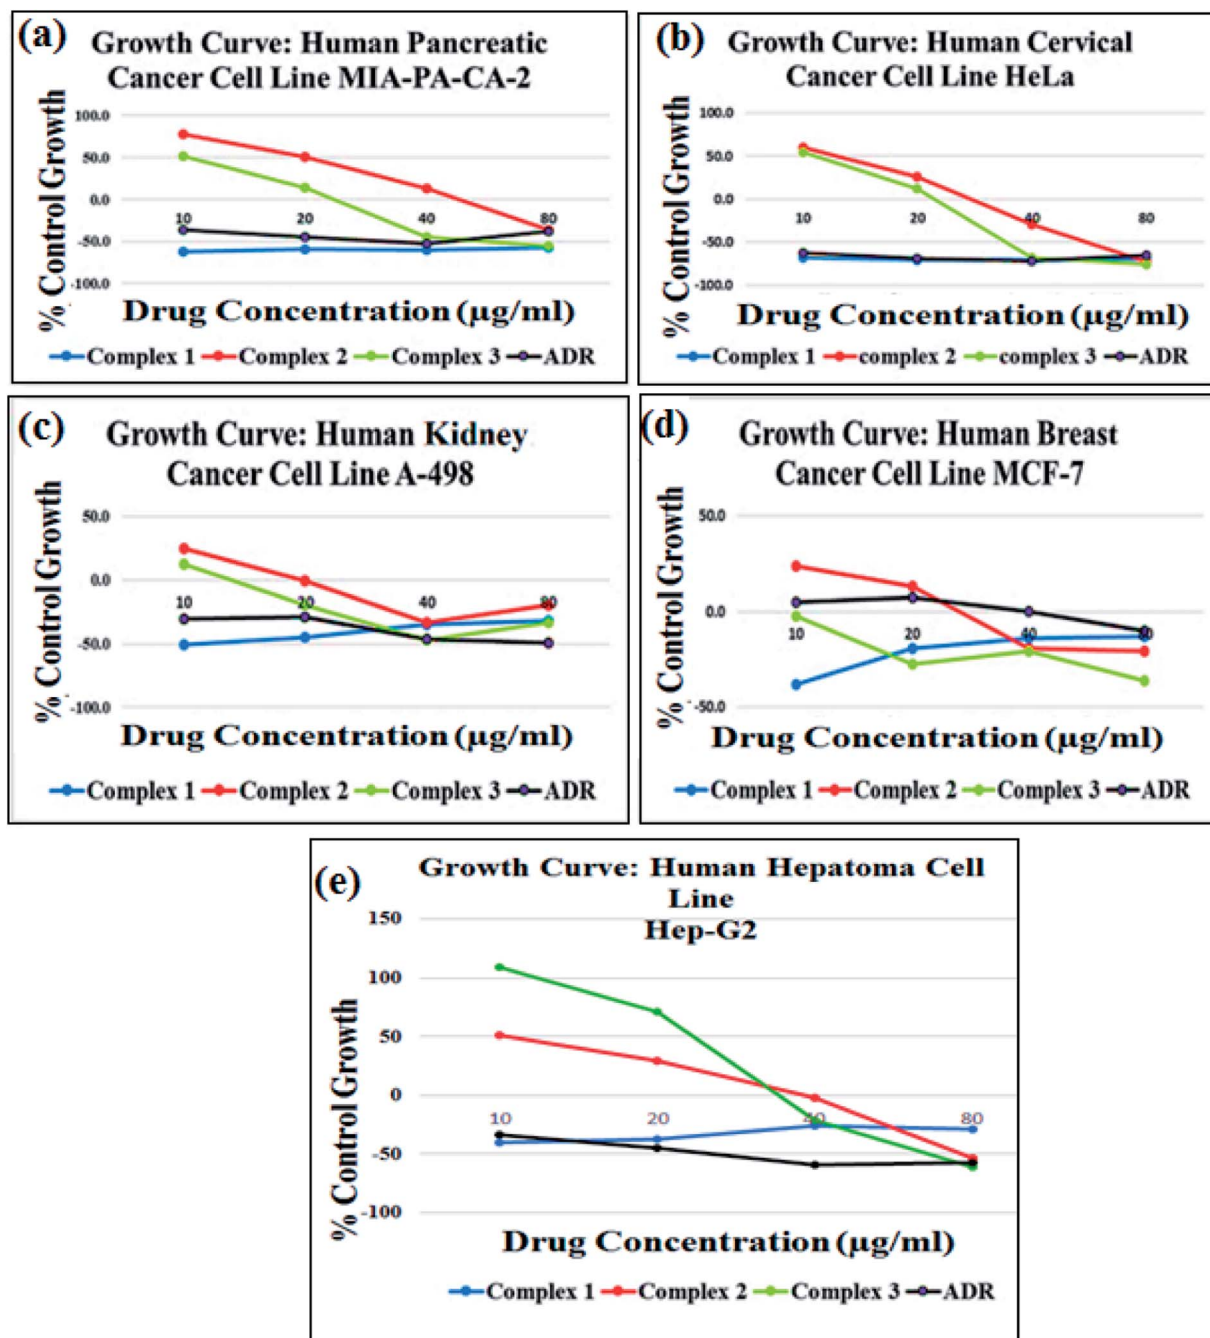 (a)
Growth Curve: Human Pancreatic
Cancer Cell Line MIA-PA-CA-2
% Control Growth
100.0
50.0
0.0
-50.0
-100.0
10 20 40 80
Drug Concentration (µg/ml)
Complex 1 Complex 2 Complex 3 ADR
(b)
Growth Curve: Human Cervical
Cancer Cell Line HeLa
% Control Growth
100.0
50.0
0.0
-50.0
-100.0
10 20 40 80
Drug Concentration (µg/ml)
Complex 1 complex 2 complex 3 ADR
(c)
Growth Curve: Human Kidney
Cancer Cell Line A-498
% Control Growth
50.0
0.0
-50.0
-100.0
10 20 40 80
Drug Concentration (µg/ml)
Complex 1 Complex 2 Complex 3 ADR
(d)
Growth Curve: Human Breast
Cancer Cell Line MCF-7
% Control Growth
50.0
0.0
-50.0
10 20 40
Drug Concentration (µg/ml)
Complex 1 Complex 2 Complex 3 ADR
(e)
Growth Curve: Human Hepatoma Cell
Line
Hep-G2
% Control Growth
150
100
50
0
-50
-100
10 20 40 80
Drug Concentration (µg/ml)
Complex 1 Complex 2 Complex 3 ADR